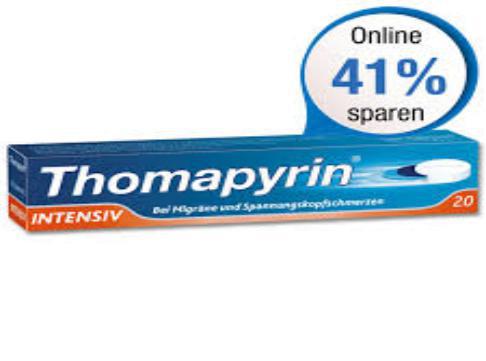 Online
41%
sparen
Thomapyrin®
INTENSIV
Bei Migräne und Spannungskopfschmerzen
20